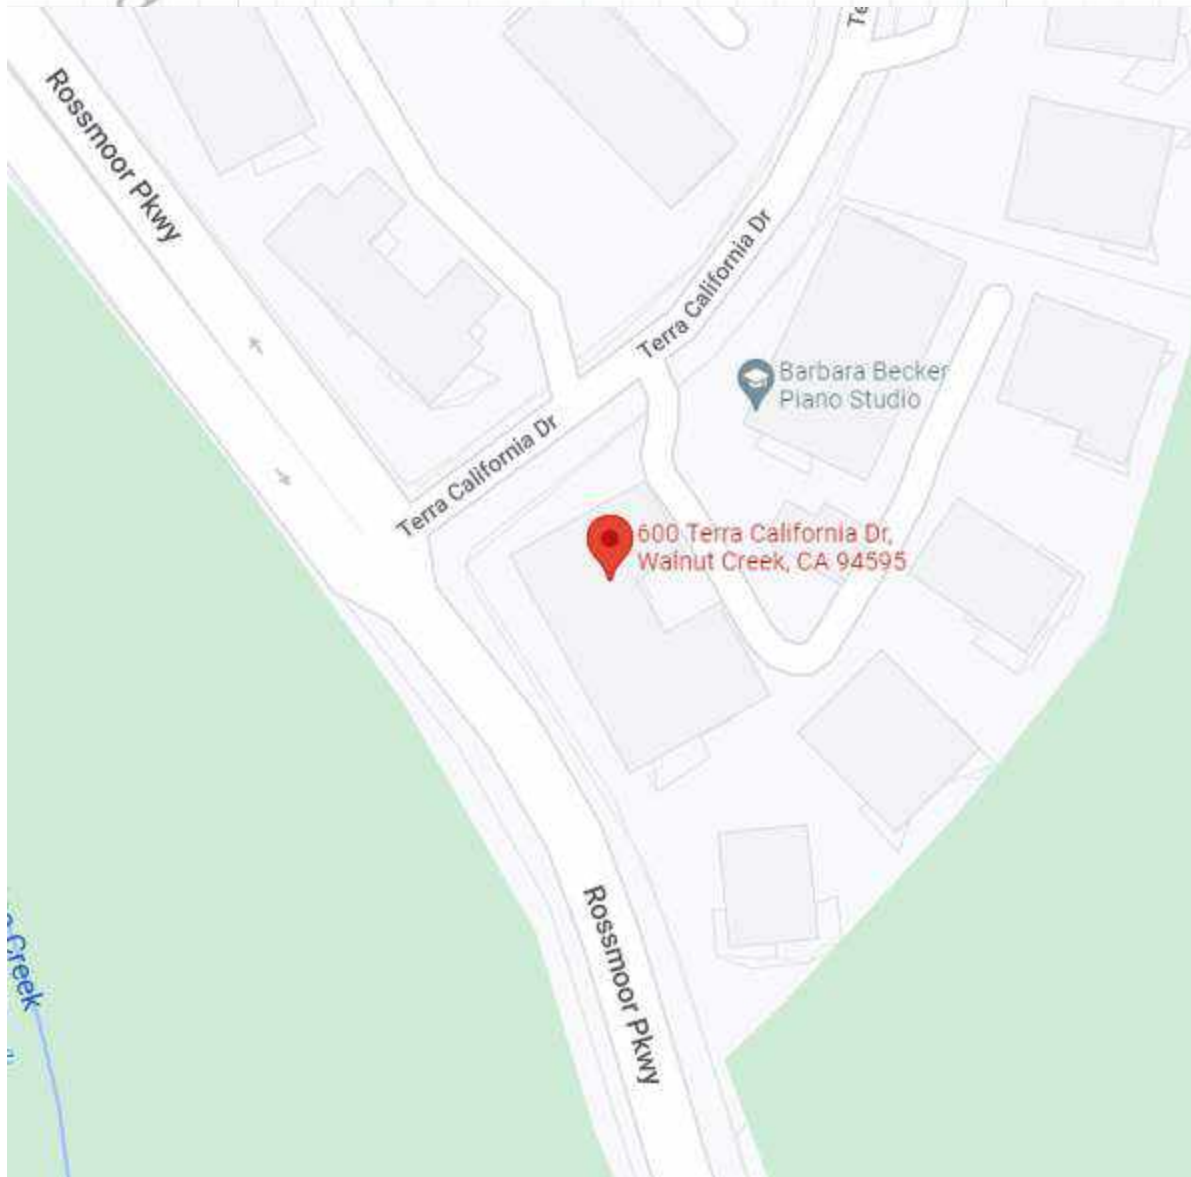 Te
Rossmoor Pkwy
Terra California Dr
Barbara Becker
Piano Studio
Terra California Dr
600 Terra California Dr,
Walnut Creek, CA 94595
Rossmoor Pkwy
Creek